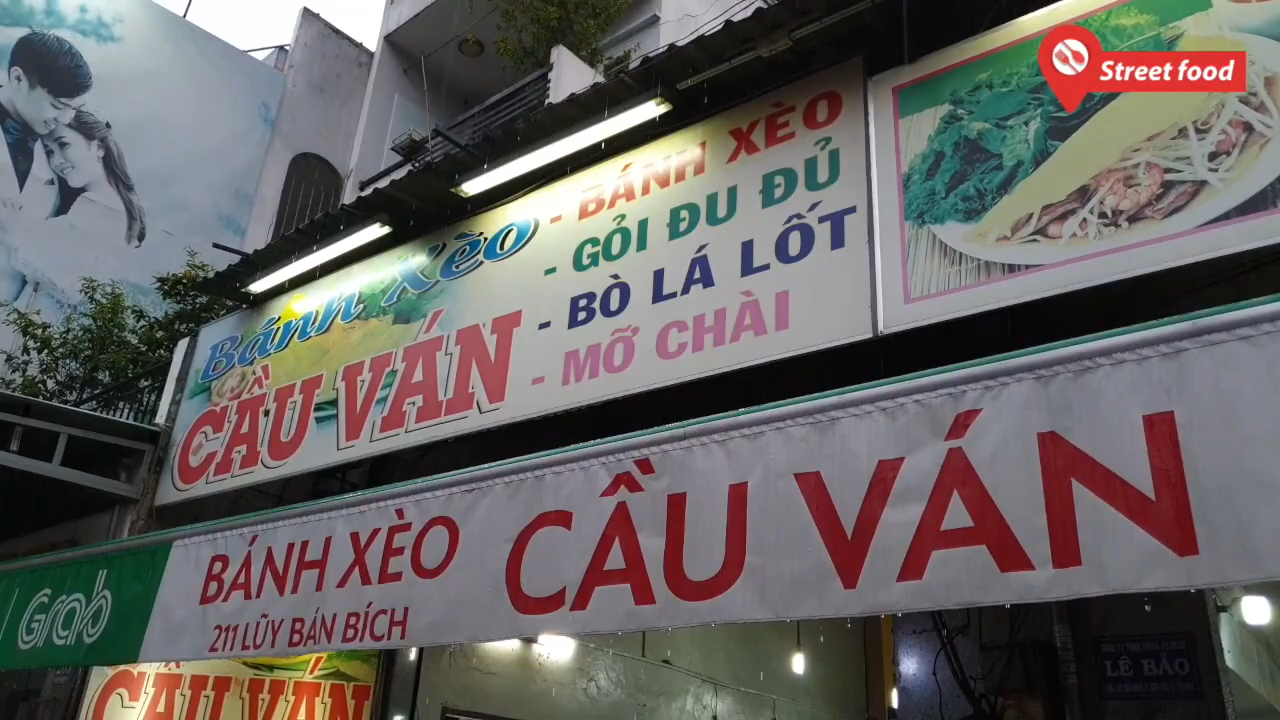 Street food
Bánh Xèo
CẦU VÁN
- BÁNH XÈO
- GỎI ĐU ĐỦ
- BÒ LÁ LỐT
- MỠ CHÀI
Grab
BÁNH XÈO
211 LŨY BÁN BÍCH
CẦU VÁN
CẦU VÁN
LÊ BẢO